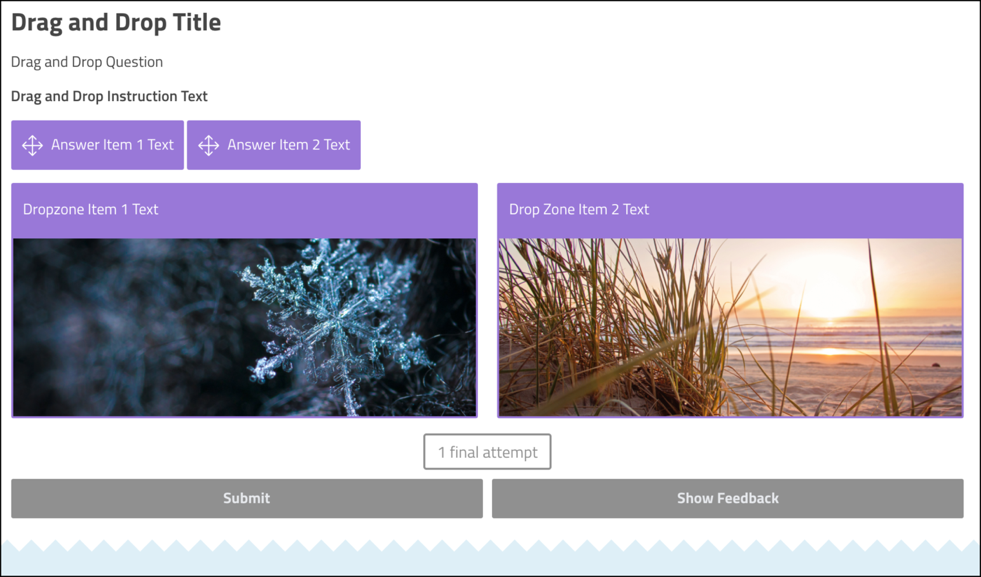 Drag and Drop Title
Drag and Drop Question
Drag and Drop Instruction Text
Answer Item 1 Text
Answer Item 2 Text
Dropzone Item 1 Text
Drop Zone Item 2 Text
1 final attempt
Submit
Show Feedback